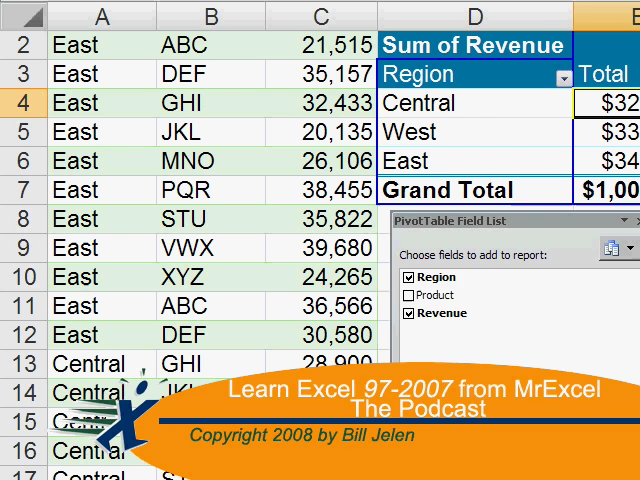 A B C D E
2 East ABC 21,515 Sum of Revenue
3 East DEF 35,157 Region Total
4 East GHI 32,433 Central $32
5 East JKL 20,135 West $33
6 East MNO 26,106 East $34
7 East PQR 38,455 Grand Total $1,00
8 East STU 35,822
PivotTable Field List
9 East VWX 39,680
Choose fields to add to report:
10 East XYZ 24,265
Region
Product
11 East ABC 36,566
Revenue
12 East DEF 30,580
13 Central GHI 28,900
Learn Excel 97-2007 from MrExcel
14 Central
The Podcast
15 Central
Copyright 2008 by Bill Jelen
16 Central
17 Central